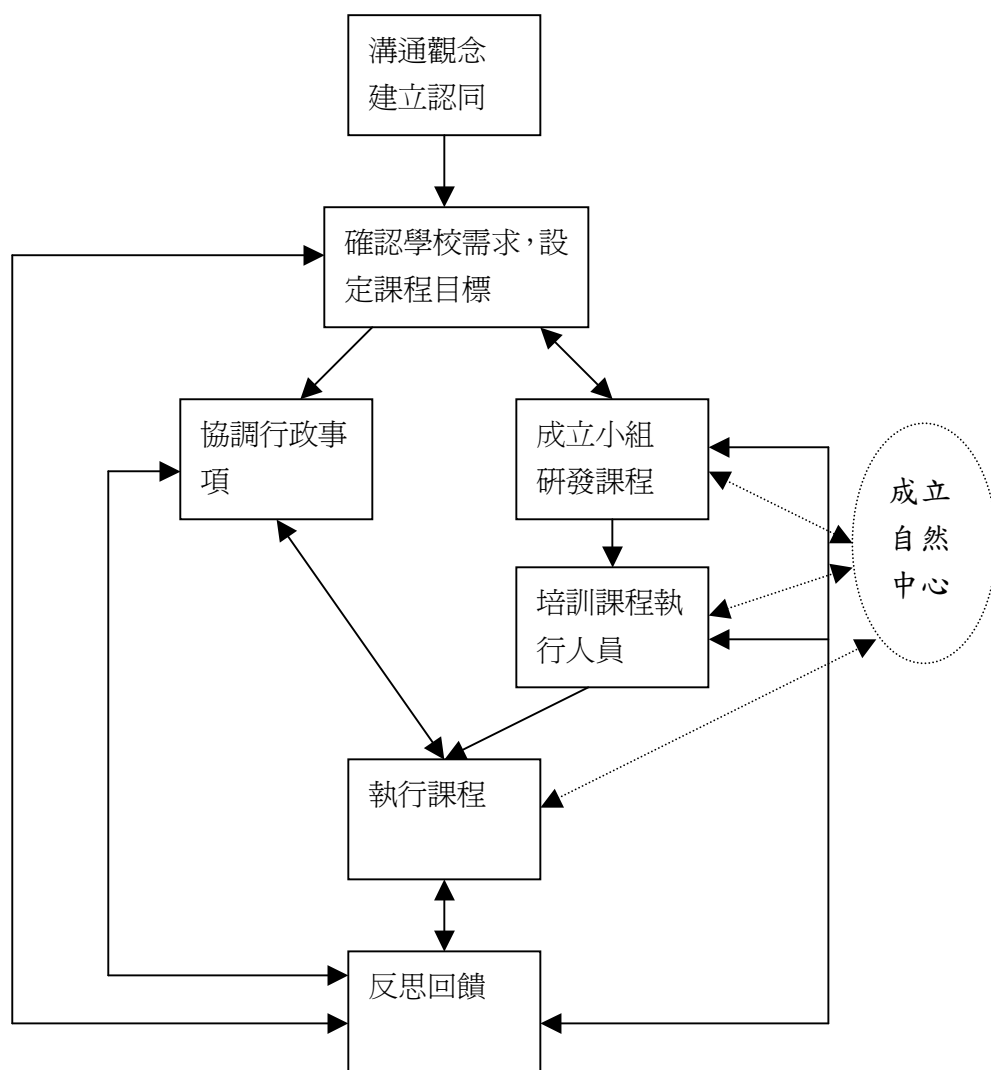 溝通觀念
建立認同
確認學校需求，設
定課程目標
協調行政事
項
成立小組
研發課程
成立
自然
中心
培訓課程執
行人員
執行課程
反思回饋